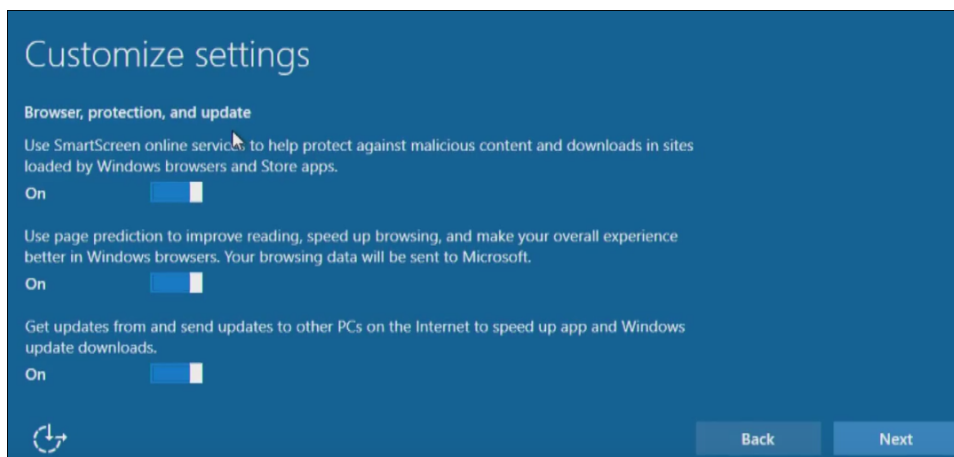 Customize settings
Browser, protection, and update
Use SmartScreen online services to help protect against malicious content and downloads in sites
loaded by Windows browsers and Store apps.
On
Use page prediction to improve reading, speed up browsing, and make your overall experience
better in Windows browsers. Your browsing data will be sent to Microsoft.
On
Get updates from and send updates to other PCs on the Internet to speed up app and Windows
update downloads.
On
Back
Next